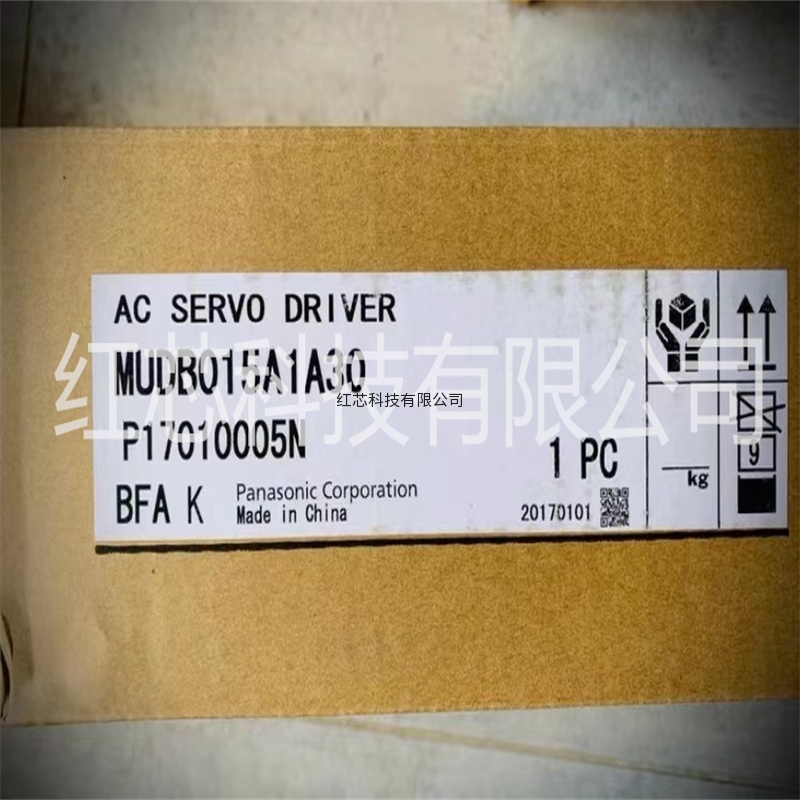 AC SERVO DRIVER
MUDB015A1A30
红芯科技有限公司
红芯科技有限公司
P17010005N
1 PC
BFA K
Panasonic Corporation
Made in China
20170101
kg
9